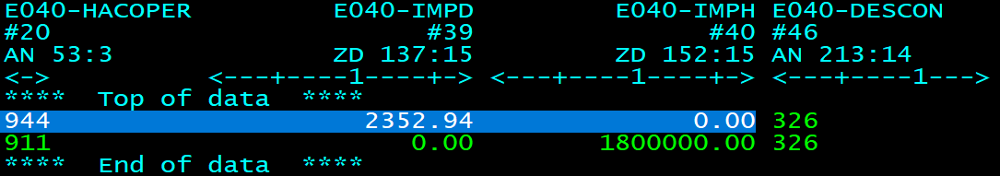 E040-HACOPER E040-IMPD E040-IMPH E040-DESCON
#20 #39 #40 #46
AN 53:3 ZD 137:15 ZD 152:15 AN 213:14
<-> <---+----1----+-> <---+----1----+-> <---+----1--->
**** Top of data ****
944 2352.94 0.00 326
911 0.00 1800000.00 326
**** End of data ****